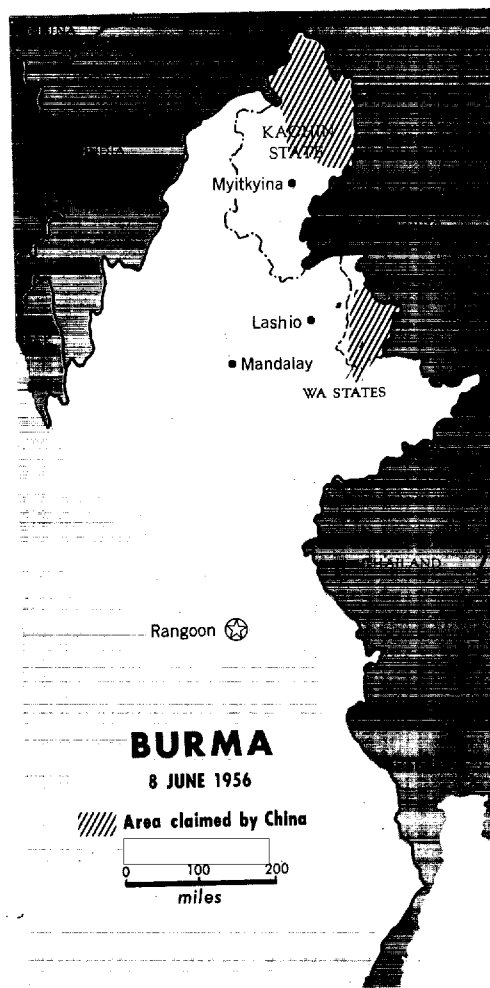 CHINA
INDIA
KACHIN
STATE
Myitkyina
Lashio
Mandalay
WA STATES
THAILAND
Rangoon
BURMA
8 JUNE 1956
Area claimed by China
0 100 200
miles